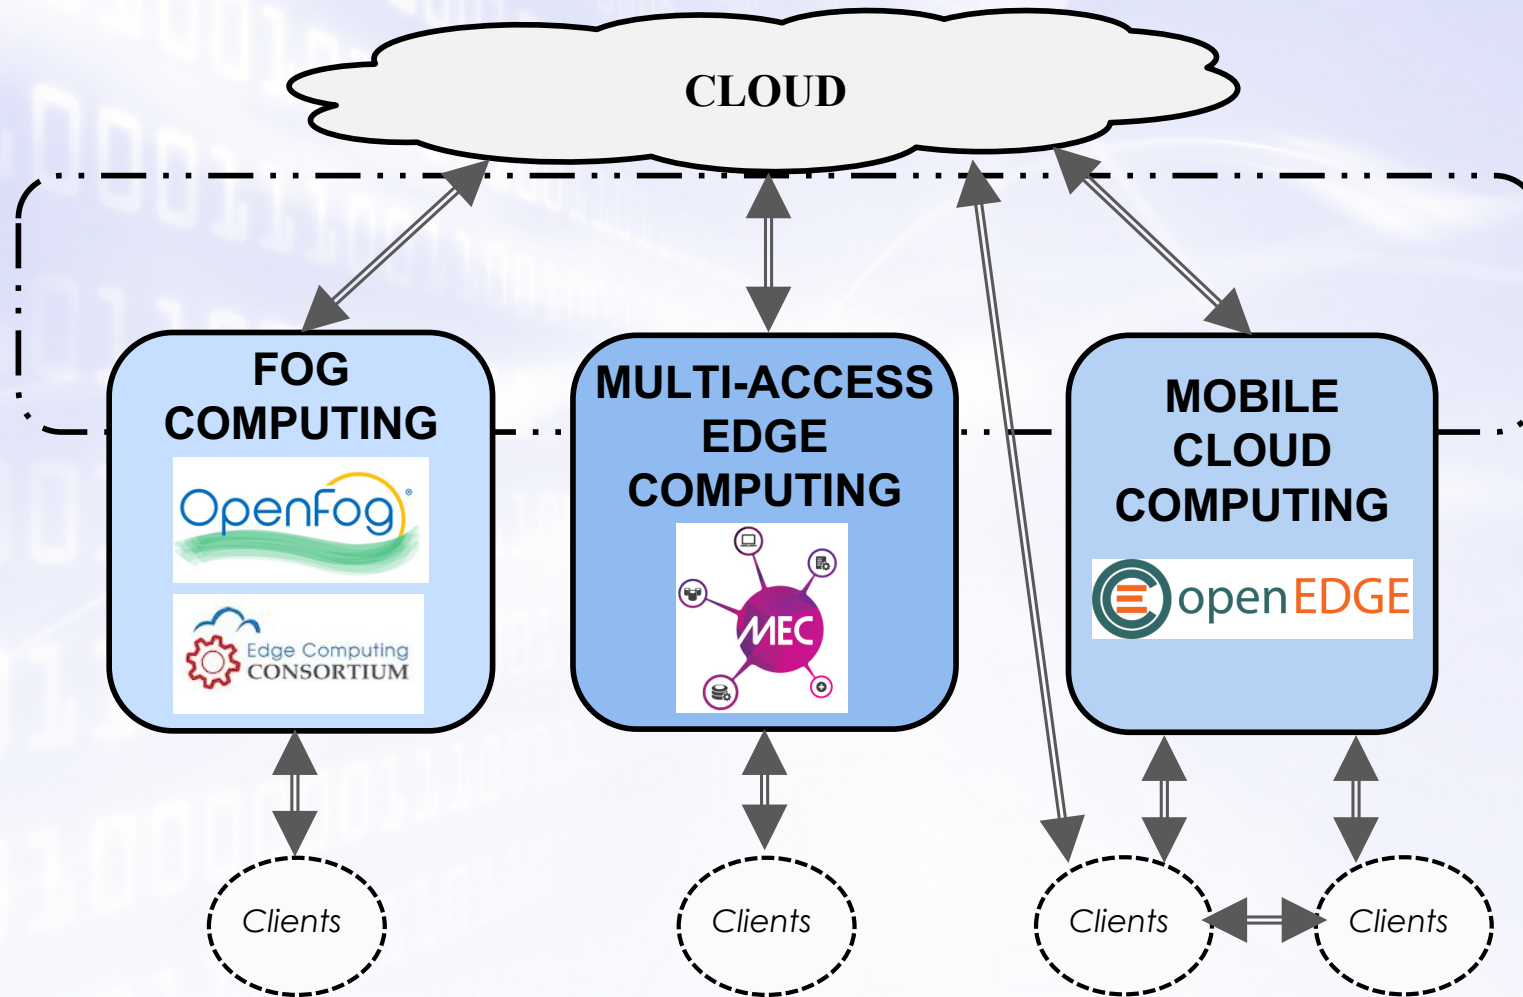 CLOUD
FOG
COMPUTING
OpenFog®
Edge Computing
CONSORTIUM
MULTI-ACCESS
EDGE
COMPUTING
MEC
MOBILE
CLOUD
COMPUTING
openEDGE
Clients
Clients
Clients
Clients